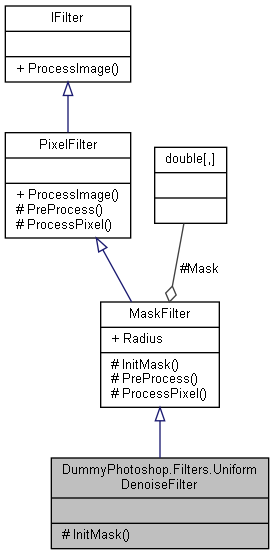 IFilter
+ ProcessImage()
PixelFilter
+ ProcessImage()
# PreProcess()
# ProcessPixel()
double[,]
#Mask
MaskFilter
+ Radius
# InitMask()
# PreProcess()
# ProcessPixel()
DummyPhotoshop.Filters.Uniform
DenoiseFilter
# InitMask()